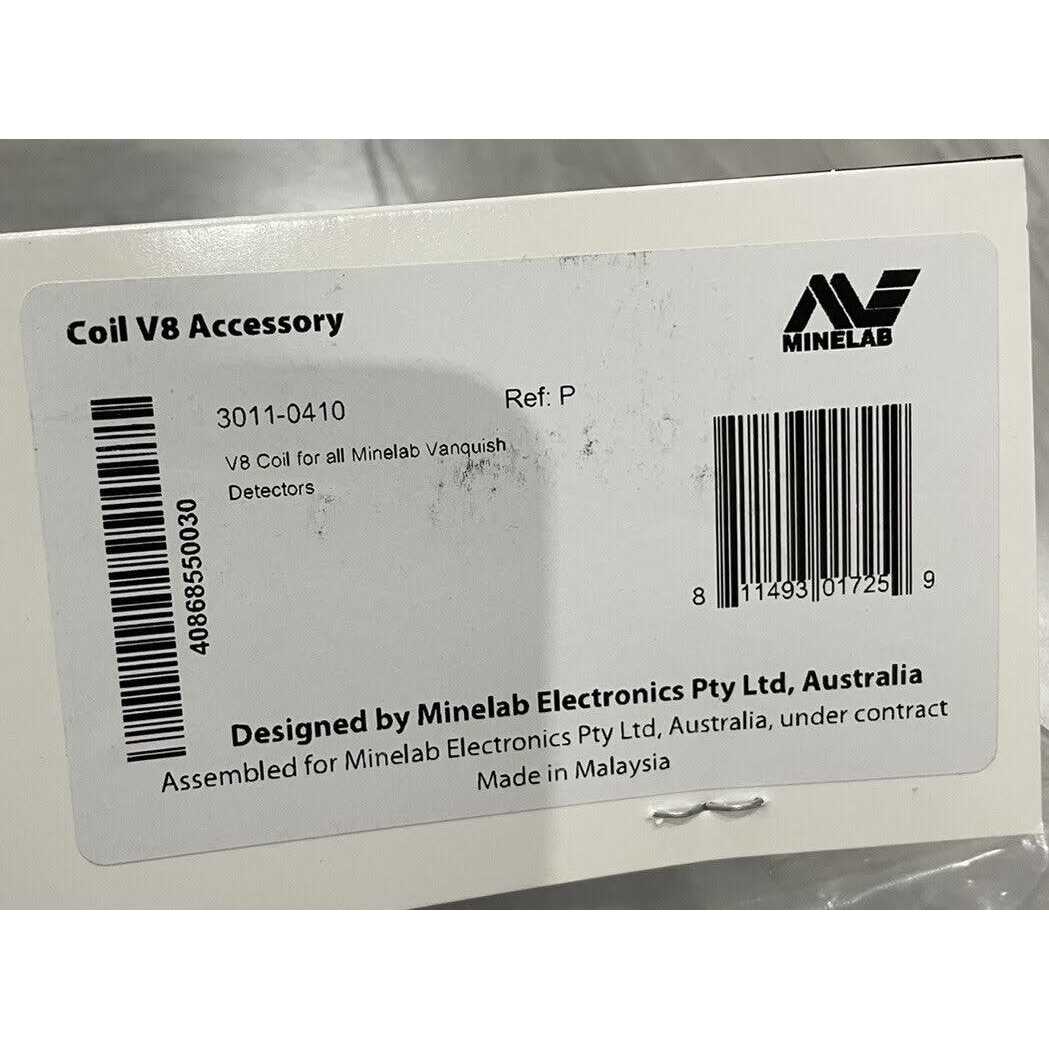 Coil V8 Accessory
MINELAB
3011-0410
Ref: P
V8 Coil for all Minelab Vanquish
Detectors
40868550030
8 11493 01725 9
Designed by Minelab Electronics Pty Ltd, Australia
Assembled for Minelab Electronics Pty Ltd, Australia, under contract
Made in Malaysia